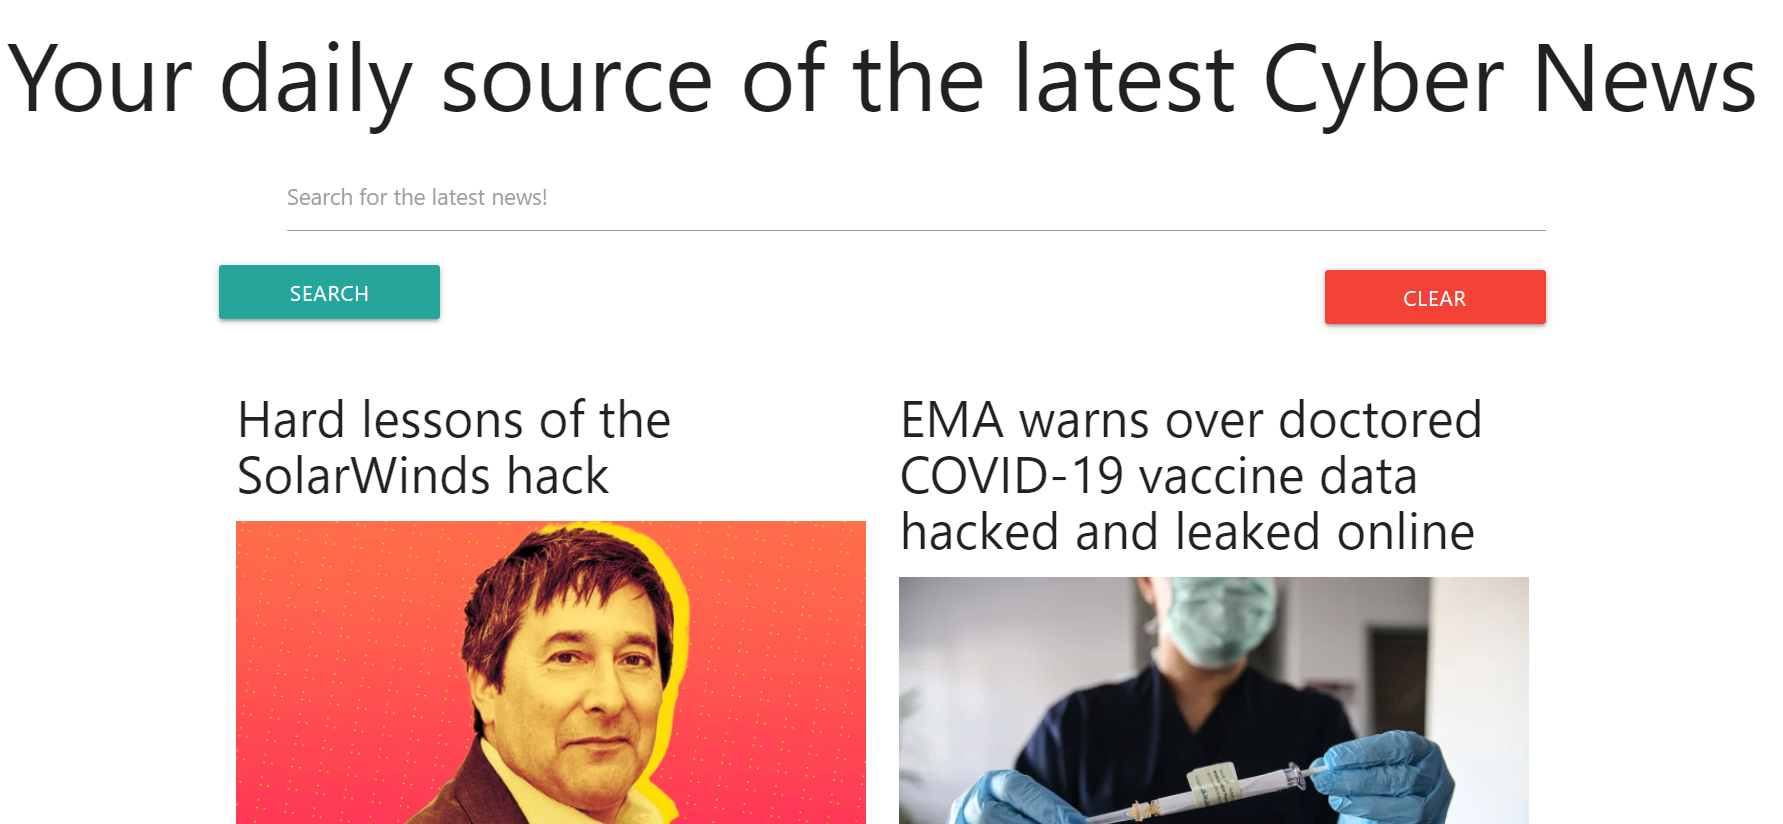 Your daily source of the latest Cyber News
Search for the latest news!
SEARCH
CLEAR
Hard lessons of the
SolarWinds hack
EMA warns over doctored
COVID-19 vaccine data
hacked and leaked online